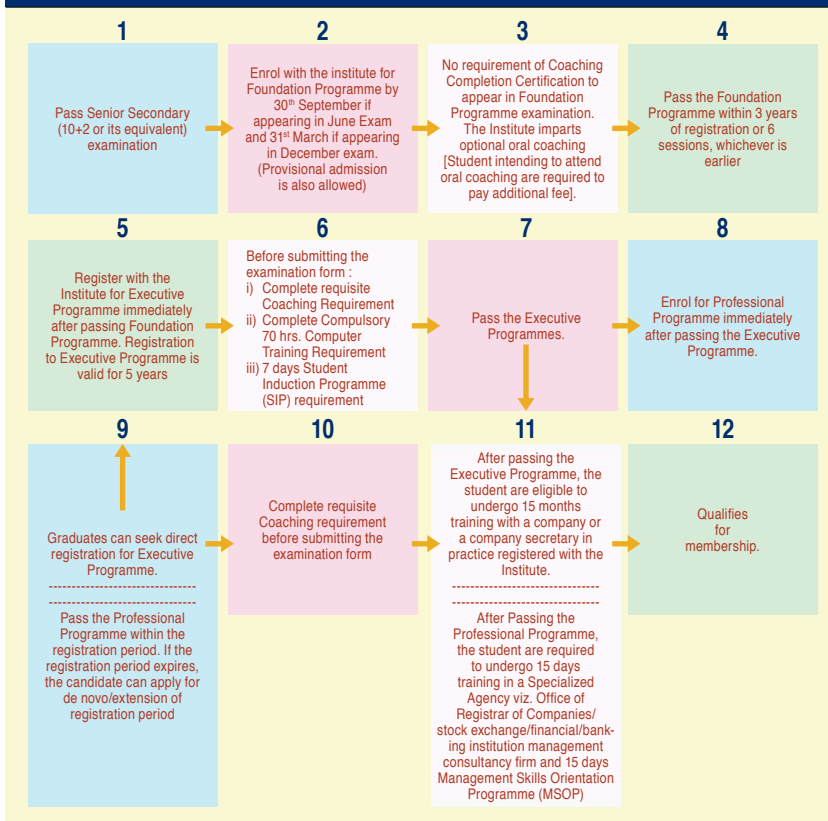 1
Pass Senior Secondary
(10+2 or its equivalent)
examination
2
Enrol with the institute for
Foundation Programme by
30th September if
appearing in June Exam
and 31st March if appearing
in December exam.
(Provisional admission
is also allowed)
3
No requirement of Coaching
Completion Certification to
appear in Foundation
Programme examination.
The Institute imparts
optional oral coaching
[Student intending to attend
oral coaching are required to
pay additional fee].
4
Pass the Foundation
Programme within 3 years
of registration or 6
sessions, whichever is
earlier
5
Register with the
Institute for Executive
Programme immediately
after passing Foundation
Programme. Registration
to Executive Programme is
valid for 5 years
6
Before submitting the
examination form :
i) Complete requisite
Coaching Requirement
ii) Complete Compulsory
70 hrs. Computer
Training Requirement
iii) 7 days Student
Induction Programme
(SIP) requirement
7
Pass the Executive
Programmes.
8
Enrol for Professional
Programme immediately
after passing the Executive
Programme.
9
Graduates can seek direct
registration for Executive
Programme.
Pass the Professional
Programme within the
registration period. If the
registration period expires,
the candidate can apply for
de novo/extension of
registration period
10
Complete requisite
Coaching requirement
before submitting the
examination form
11
After passing the
Executive Programme, the
student are eligible to
undergo 15 months
training with a company or
a company secretary in
practice registered with the
Institute.
After Passing the
Professional Programme,
the student are required
to undergo 15 days
training in a Specialized
Agency viz. Office of
Registrar of Companies/
stock exchange/financial/bank-
ing institution management
consultancy firm and 15 days
Management Skills Orientation
Programme (MSOP)
12
Qualifies
for
membership.